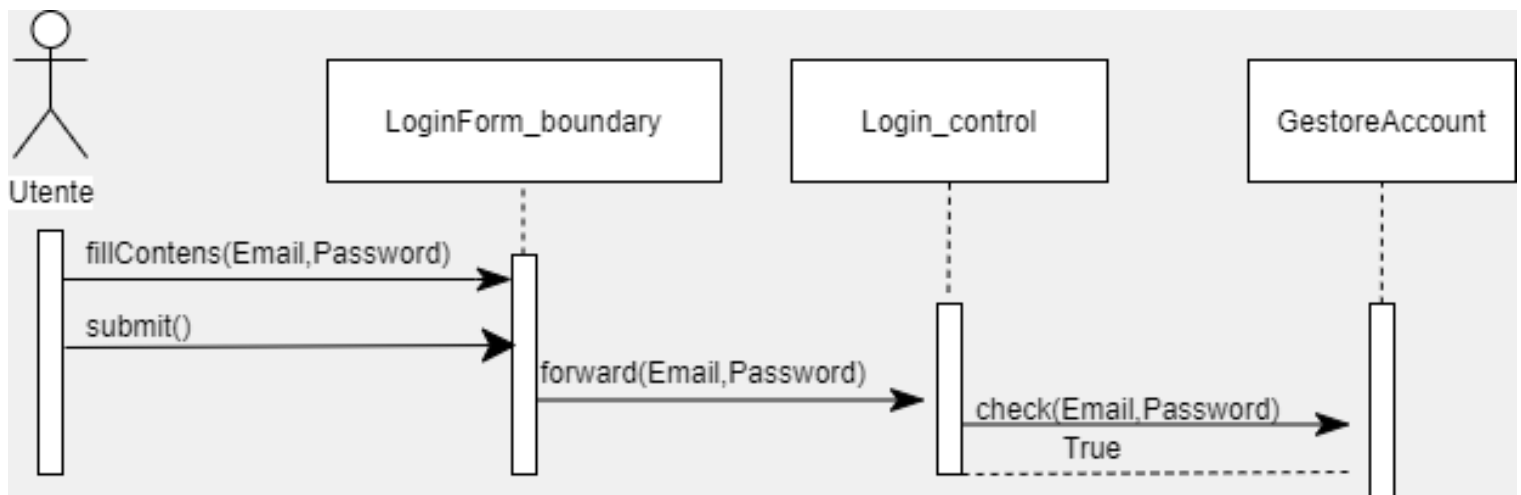 LoginForm_boundary
Login_control
GestoreAccount
Utente
fillContens(Email,Password)
submit()
forward(Email,Password)
check(Email,Password)
True